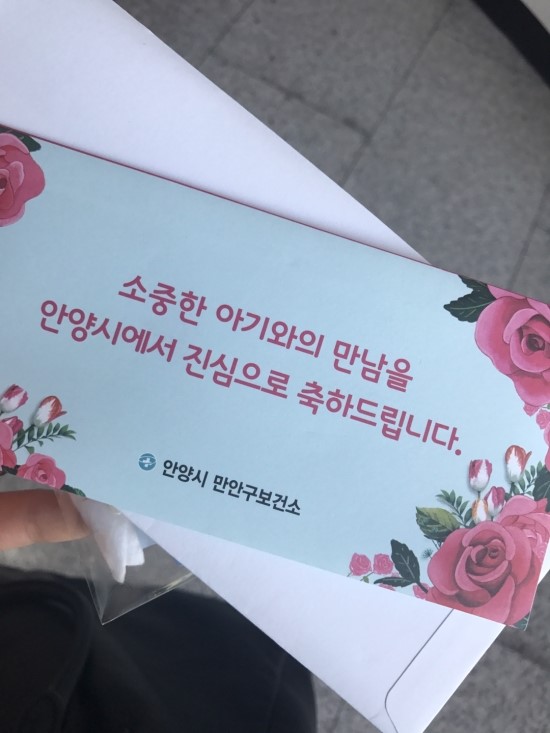 소중한 아기와의 만남을
안양시에서 진심으로 축하드립니다.
안양시 만안구보건소